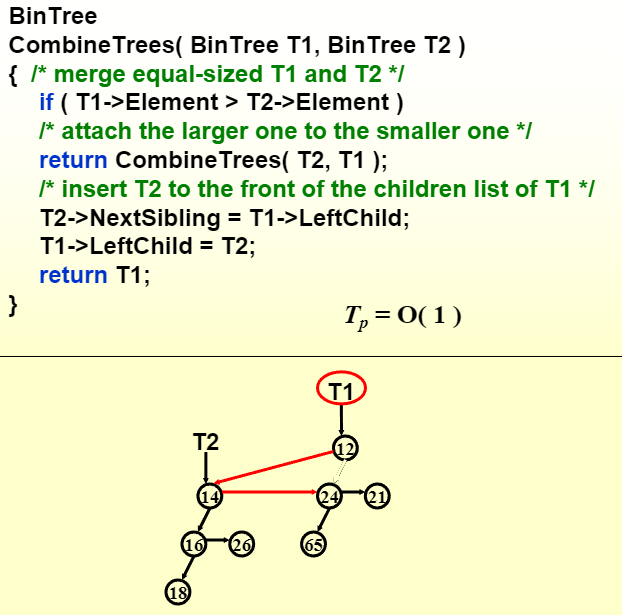 BinTree
CombineTrees( BinTree T1, BinTree T2 )
{ /* merge equal-sized T1 and T2 */
if ( T1->Element > T2->Element )
/* attach the larger one to the smaller one */
return CombineTrees( T2, T1 );
/* insert T2 to the front of the children list of T1 */
T2->NextSibling = T1->LeftChild;
T1->LeftChild = T2;
return T1;
}
Tp = O( 1 )
T1
T2
12
14
24
21
16
26
65
18